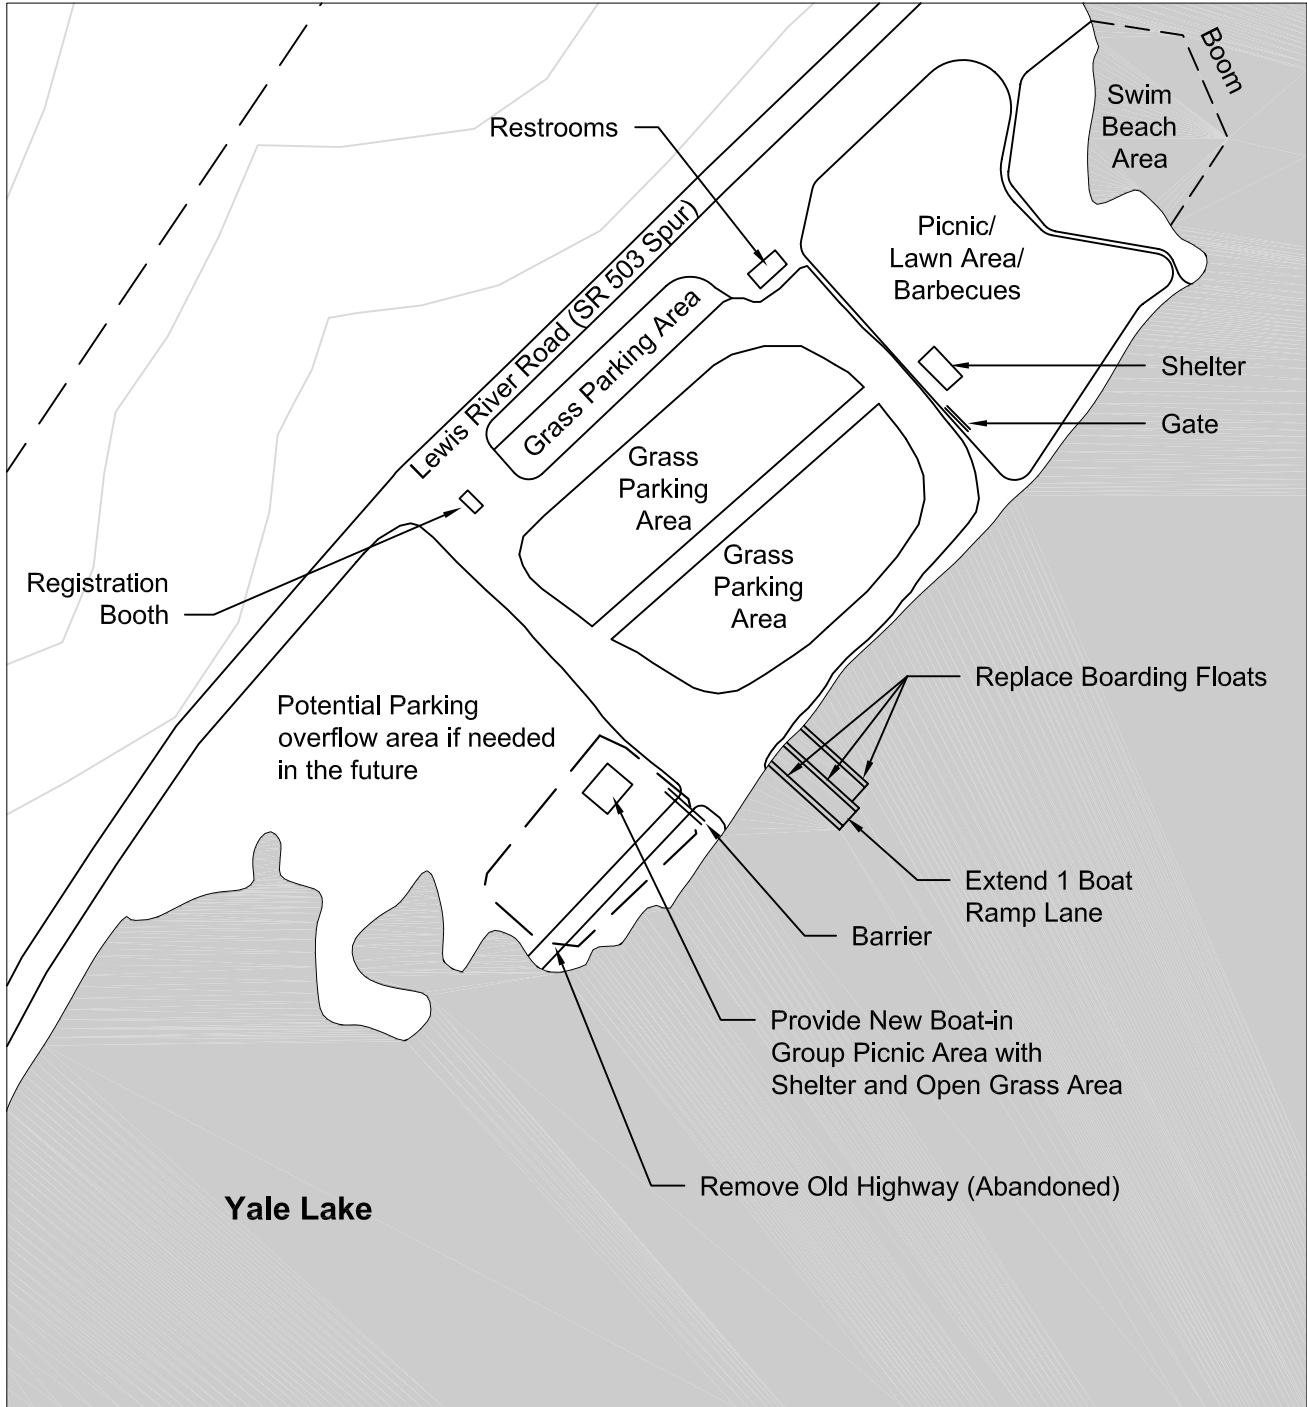 Boom
Swim
Beach
Area
Restrooms
Lewis River Road (SR 503 Spur)
Picnic/
Lawn Area/
Barbecues
Grass Parking Area
Shelter
Gate
Grass
Parking
Area
Grass
Parking
Area
Registration
Booth
Replace Boarding Floats
Potential Parking
overflow area if needed
in the future
Extend 1 Boat
Ramp Lane
Barrier
Provide New Boat-in
Group Picnic Area with
Shelter and Open Grass Area
Remove Old Highway (Abandoned)
Yale Lake